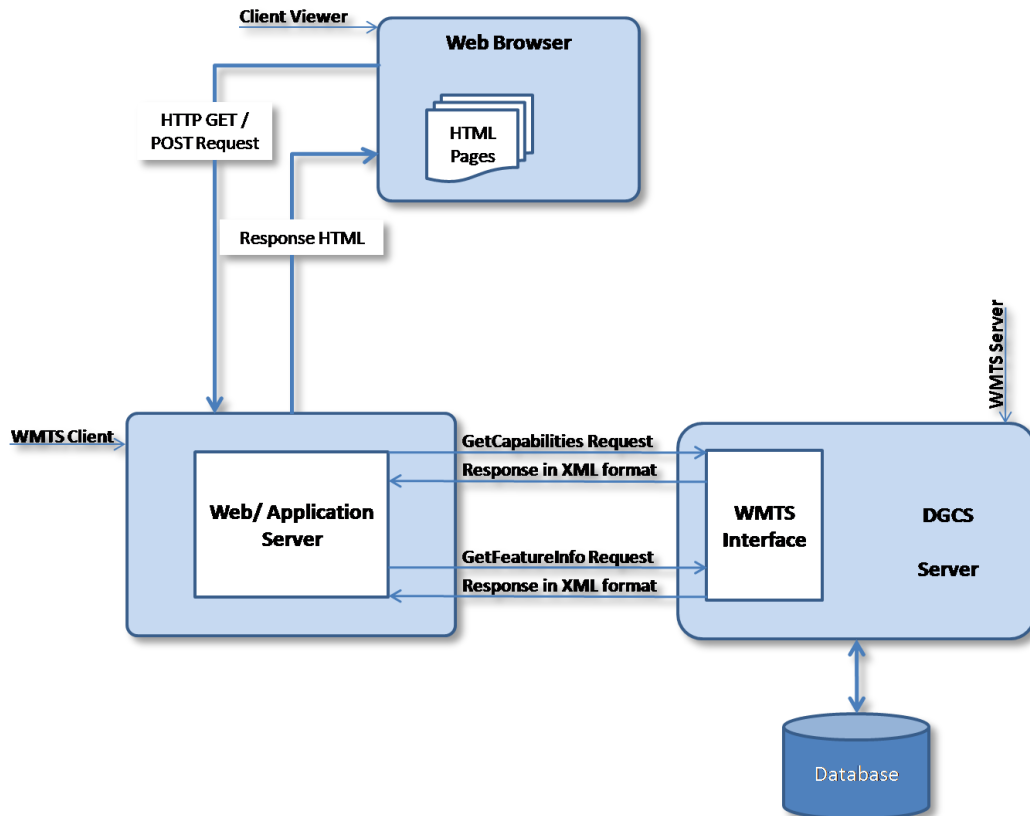 Client Viewer
Web Browser
HTTP GET /
POST Request
HTML
Pages
Response HTML
WMTS Server
WMTS Client
GetCapabilities Request
Response in XML format
Web/ Application
Server
WMTS
Interface
DGCS
Server
GetFeatureInfo Request
Response in XML format
Database